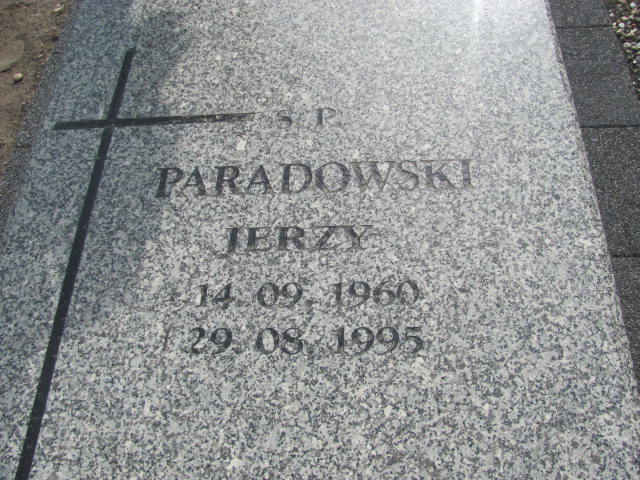 Ś. P.
PARADOWSKI
JERZY
14. 09. 1960
29. 08. 1995